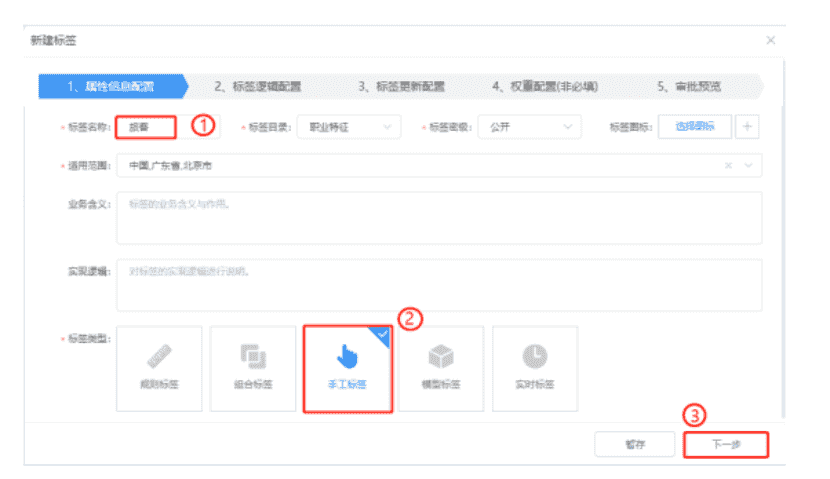 新建标签
1、属性信息配置 2、标签逻辑配置 3、标签更新配置 4、权重配置(非必填) 5、审批预览
* 标签名称: ① * 标签目录: 职业特征 * 标签密级: 公开 标签图标: 选择图标
* 适用范围: 中国,广东省,北京市
业务含义: 标签的业务含义与作用。
实现逻辑: 对标签的实现逻辑进行说明。
②
* 标签类型:
规则标签 组合标签 手工标签 模型标签 实时标签
③
暂存 下一步